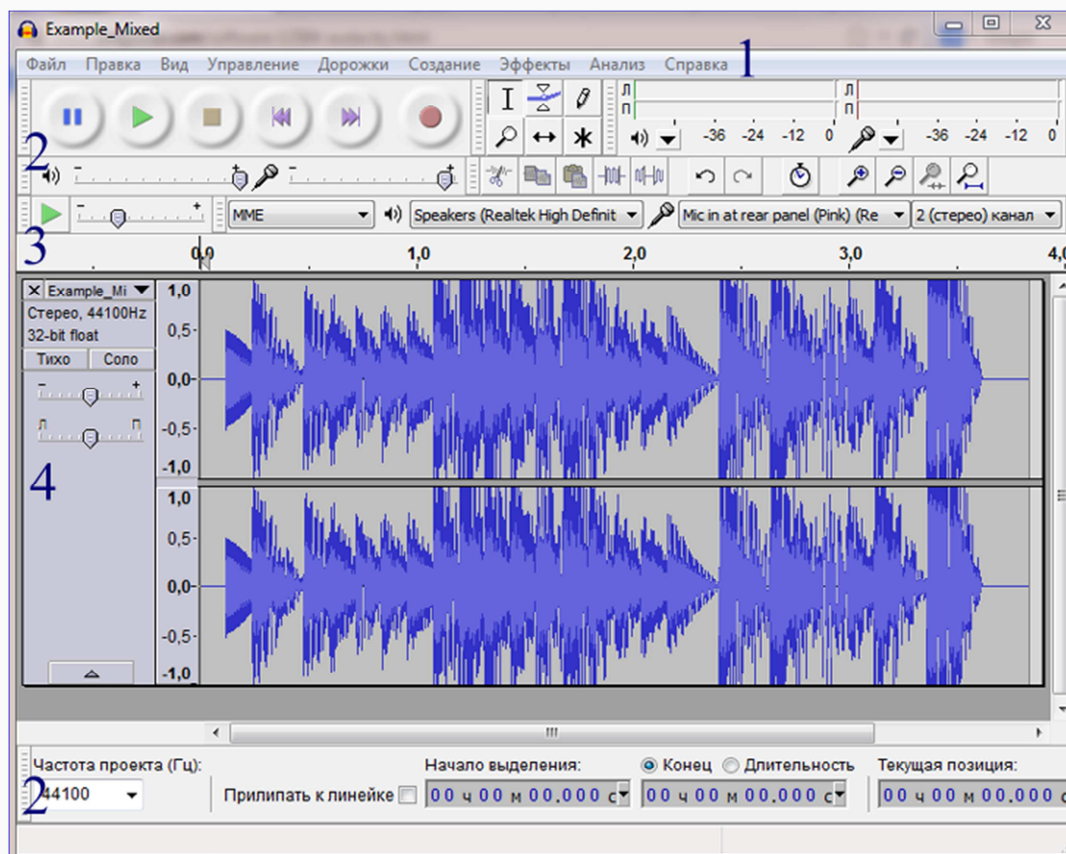 Example_Mixed
Файл Правка Вид Управление Дорожки Создание Эффекты Анализ Справка 1
Л Л
П П
-36 -24 -12 0 -36 -24 -12 0
2
- + - +
- + MME Speakers (Realtek High Definit Mic in at rear panel (Pink) (Re 2 (стерео) канал
3
0,0 1,0 2,0 3,0 4,0
Example_Mi 1,0
Стерео, 44100Hz
32-bit float 0,5
Тихо Соло
- + 0,0
Л П
-0,5
4 -1,0
1,0
0,5
0,0
-0,5
-1,0
Частота проекта (Гц): Начало выделения: Конец Длительность Текущая позиция:
2
44100 Прилипать к линейке 00 ч 00 м 00.000 с 00 ч 00 м 00.000 с 00 ч 00 м 00.000 с